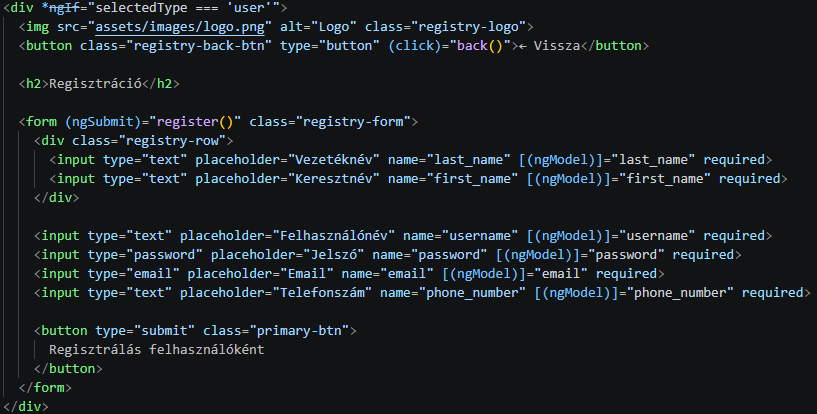 <div *ngIf="selectedType === 'user'">
<img src="assets/images/logo.png" alt="Logo" class="registry-logo">
<button class="registry-back-btn" type="button" (click)="back()">← Vissza</button>
<h2>Regisztráció</h2>
<form (ngSubmit)="register()" class="registry-form">
<div class="registry-row">
<input type="text" placeholder="Vezetéknév" name="last_name" [(ngModel)]="last_name" required>
<input type="text" placeholder="Keresztnév" name="first_name" [(ngModel)]="first_name" required>
</div>
<input type="text" placeholder="Felhasználónév" name="username" [(ngModel)]="username" required>
<input type="password" placeholder="Jelszó" name="password" [(ngModel)]="password" required>
<input type="email" placeholder="Email" name="email" [(ngModel)]="email" required>
<input type="text" placeholder="Telefonszám" name="phone_number" [(ngModel)]="phone_number" required>
<button type="submit" class="primary-btn">
Regisztrálás felhasználóként
</button>
</form>
</div>